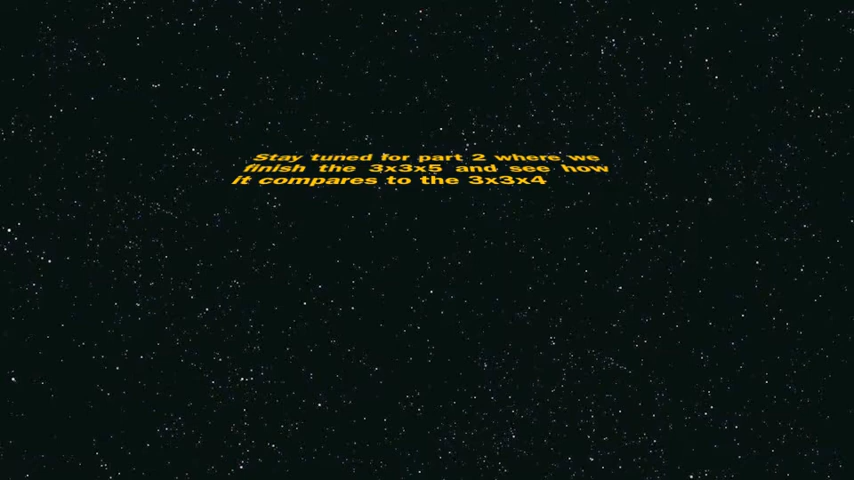 Stay tuned for part 2 where we
finish the 3x3x5 and see how
it compares to the 3x3x4